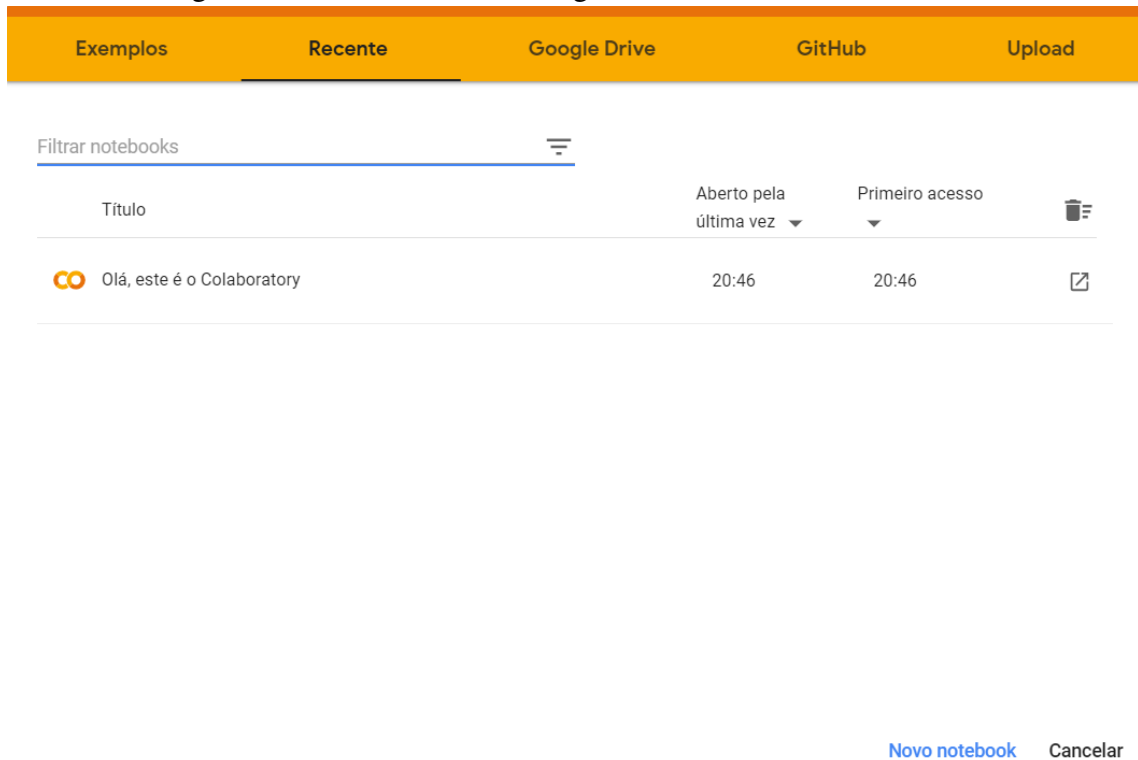 Exemplos Recente Google Drive GitHub Upload
Filtrar notebooks
Título Aberto pela última vez Primeiro acesso
CO Olá, este é o Colaboratory 20:46 20:46
Novo notebook Cancelar